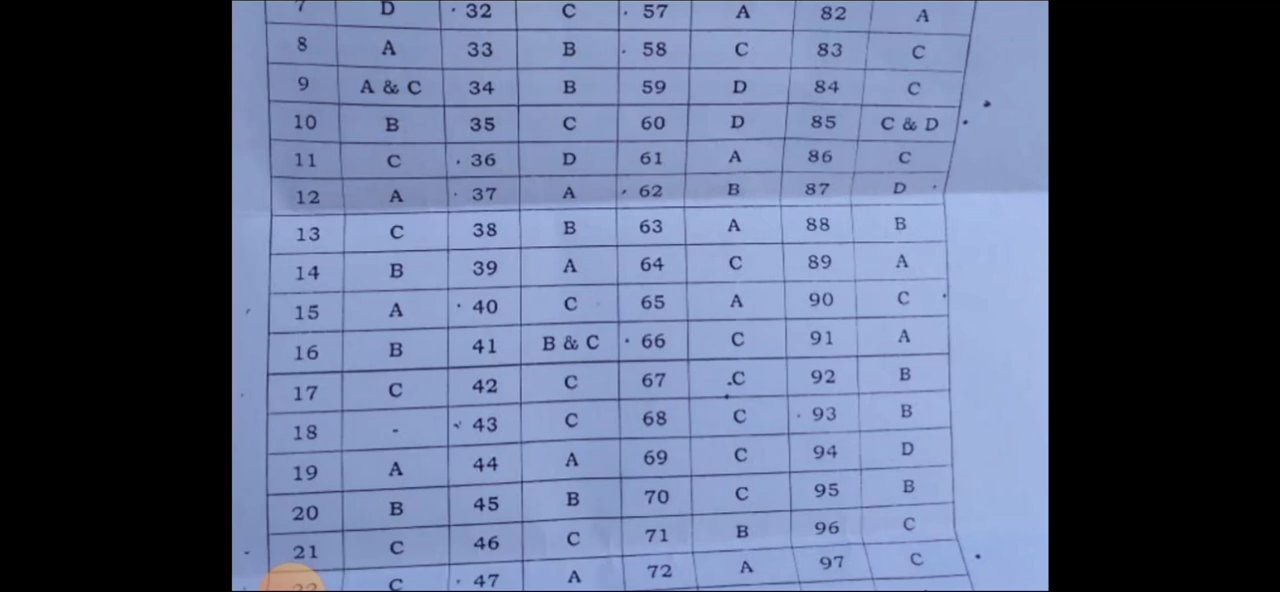 7 D 32 C 57 A 82 A
8 A 33 B 58 C 83 C
9 A & C 34 B 59 D 84 C
10 B 35 C 60 D 85 C & D
11 C 36 D 61 A 86 C
12 A 37 A 62 B 87 D
13 C 38 B 63 A 88 B
14 B 39 A 64 C 89 A
15 A 40 C 65 A 90 C
16 B 41 B & C 66 C 91 A
17 C 42 C 67 C 92 B
18 - 43 C 68 C 93 B
19 A 44 A 69 C 94 D
20 B 45 B 70 C 95 B
21 C 46 C 71 B 96 C
22 C 47 A 72 A 97 C